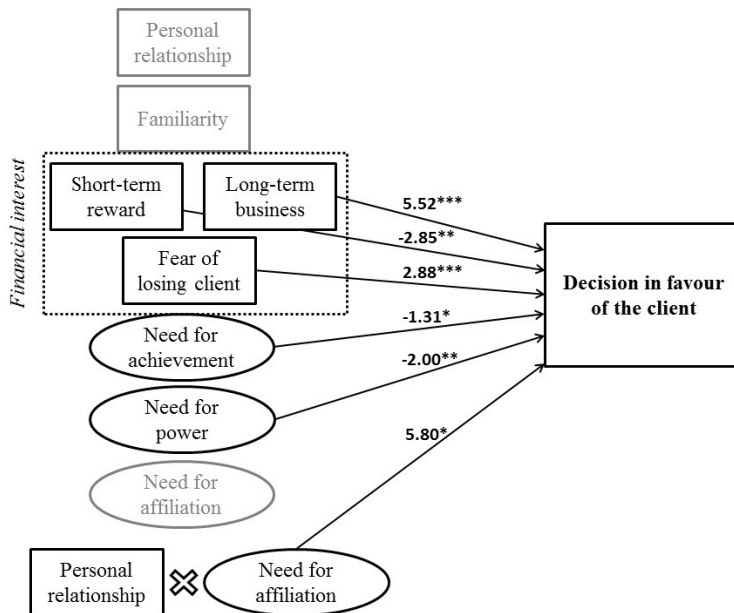 Personal
relationship
Familiarity
Financial interest
Short-term
reward
Long-term
business
Fear of
losing client
Need for
achievement
Need for
power
Need for
affiliation
Personal
relationship
Need for
affiliation
5.52***
-2.85**
2.88***
-1.31*
-2.00**
5.80*
Decision in favour
of the client